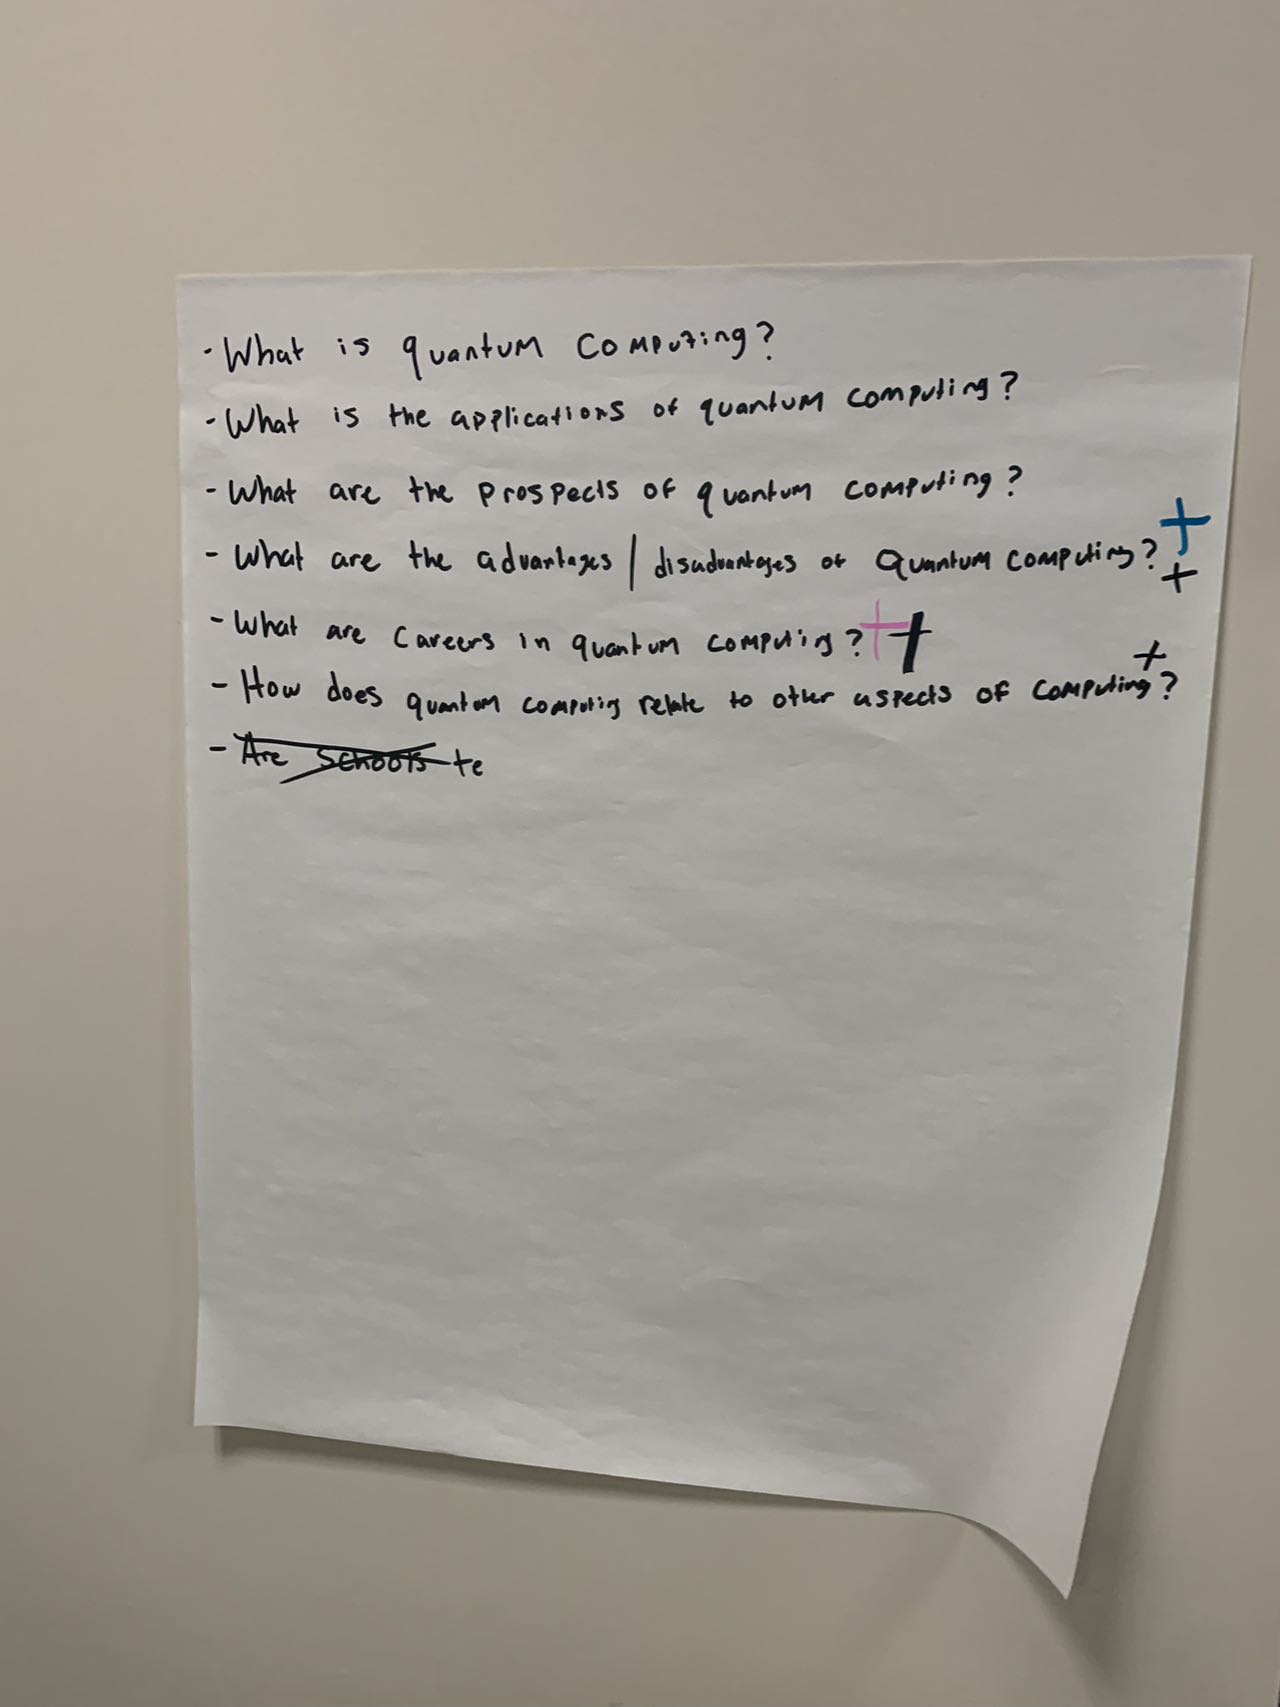 - What is quantum computing?
- What is the applications of quantum computing?
- What are the prospects of quantum computing?
- What are the advantages / disadvantages of Quantum computing? + +
- What are careers in quantum computing? + +
- How does quantum computing relate to other aspects of computing? +
- Are schools te